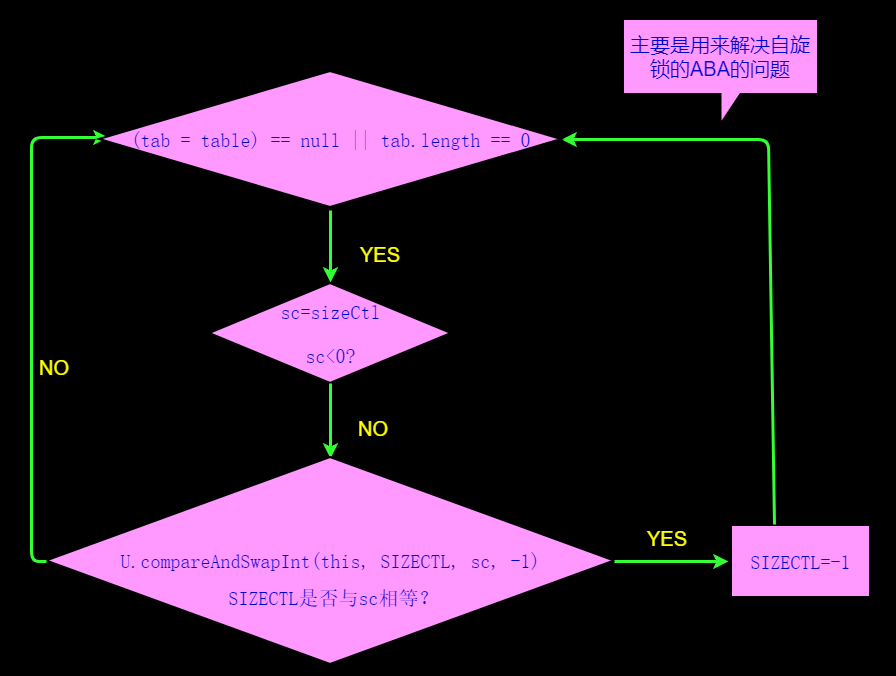 主要是用来解决自旋
锁的ABA的问题
(tab = table) == null || tab.length == 0
YES
sc=sizeCtl
sc<0?
NO
NO
U.compareAndSwapInt(this, SIZECTL, sc, -1)
SIZECTL是否与sc相等?
YES
SIZECTL=-1